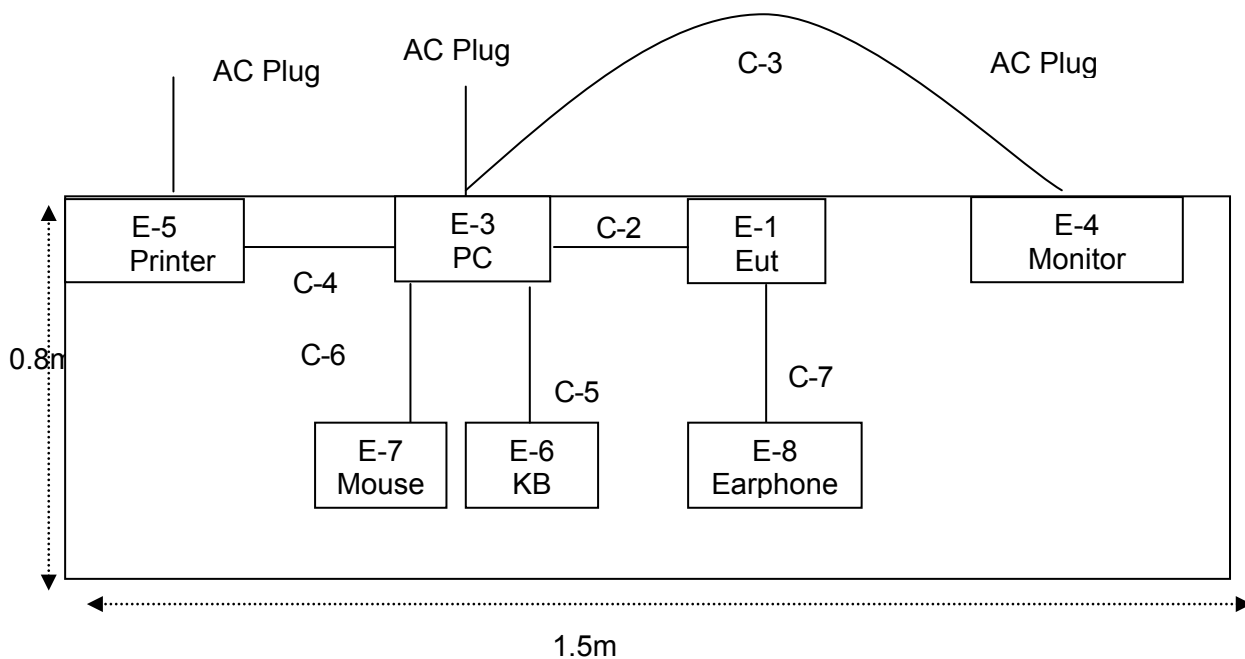 AC Plug
AC Plug
C-3
AC Plug
E-5
Printer
E-3
PC
C-2
E-1
Eut
E-4
Monitor
C-4
0.8m
C-6
C-5
C-7
E-7
Mouse
E-6
KB
E-8
Earphone
1.5m